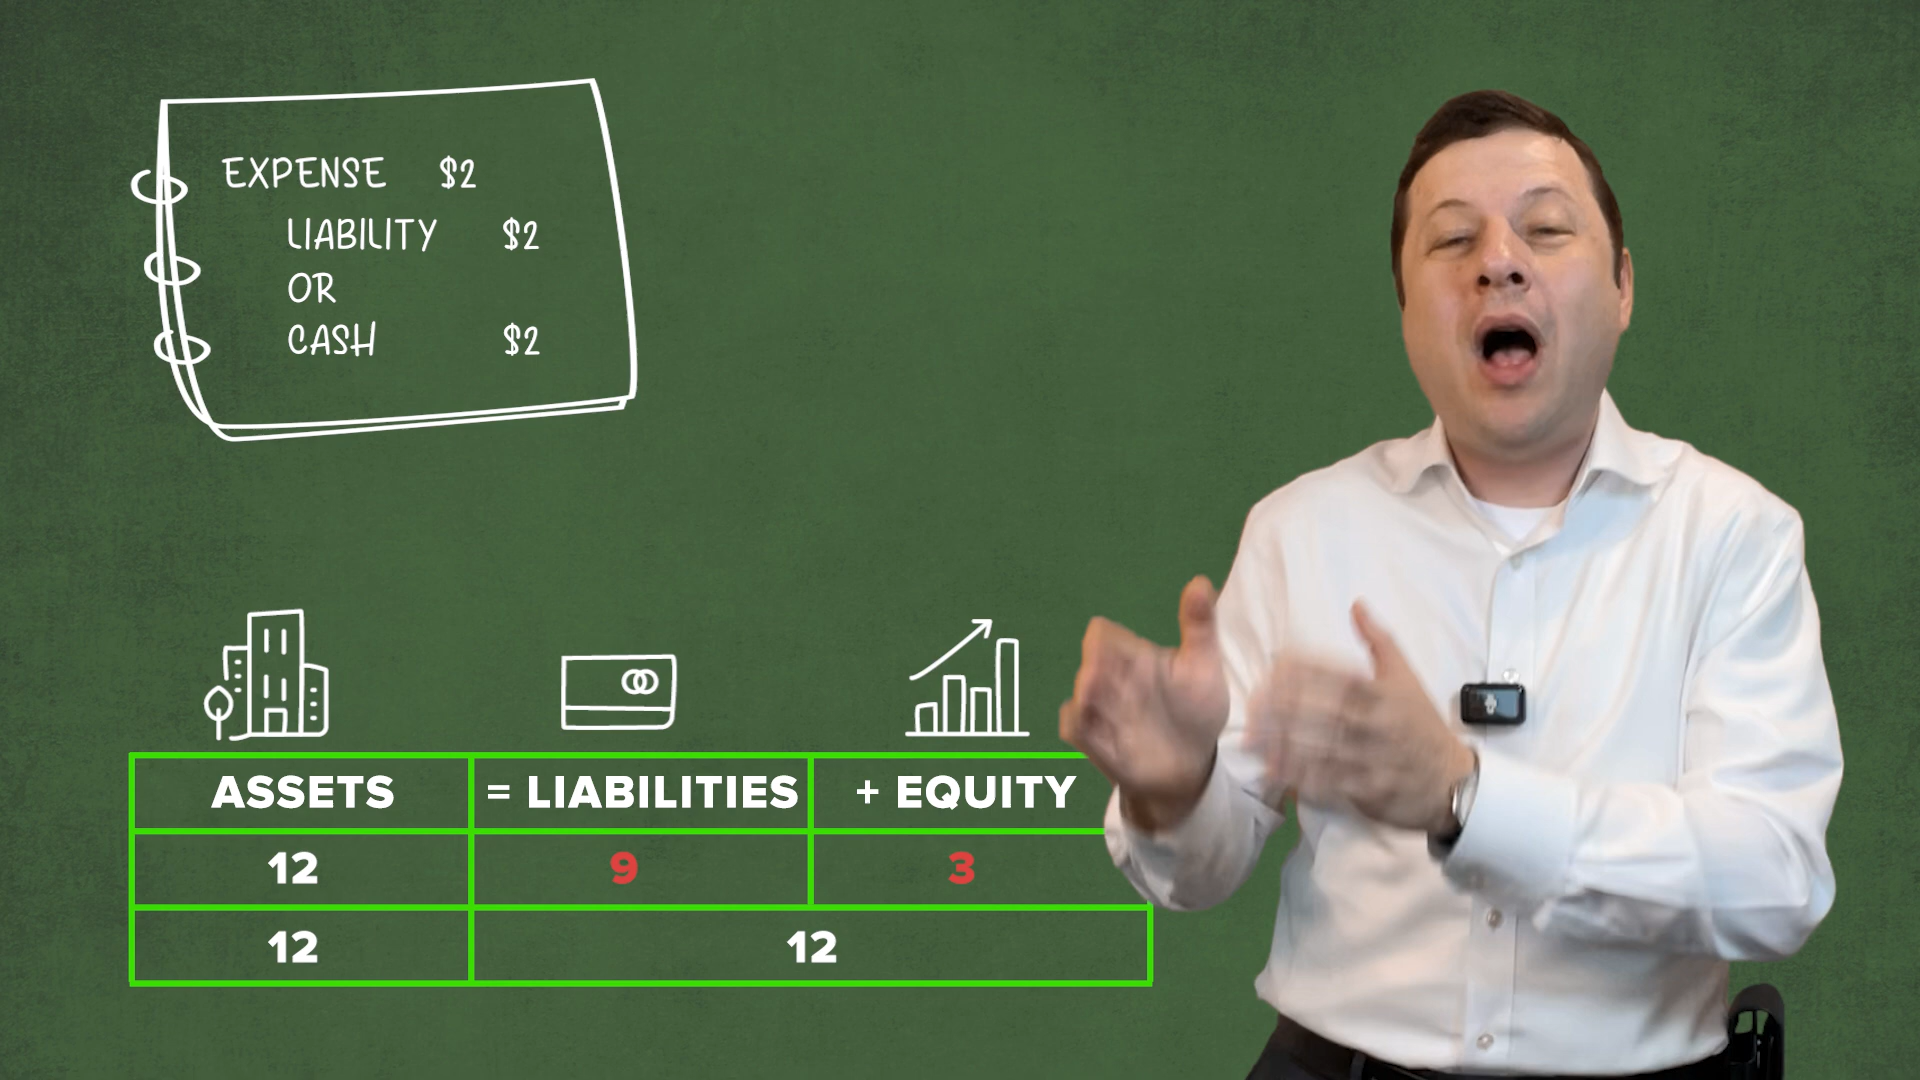 EXPENSE $2
LIABILITY $2
OR
CASH $2
ASSETS = LIABILITIES + EQUITY
12 9 3
12 12